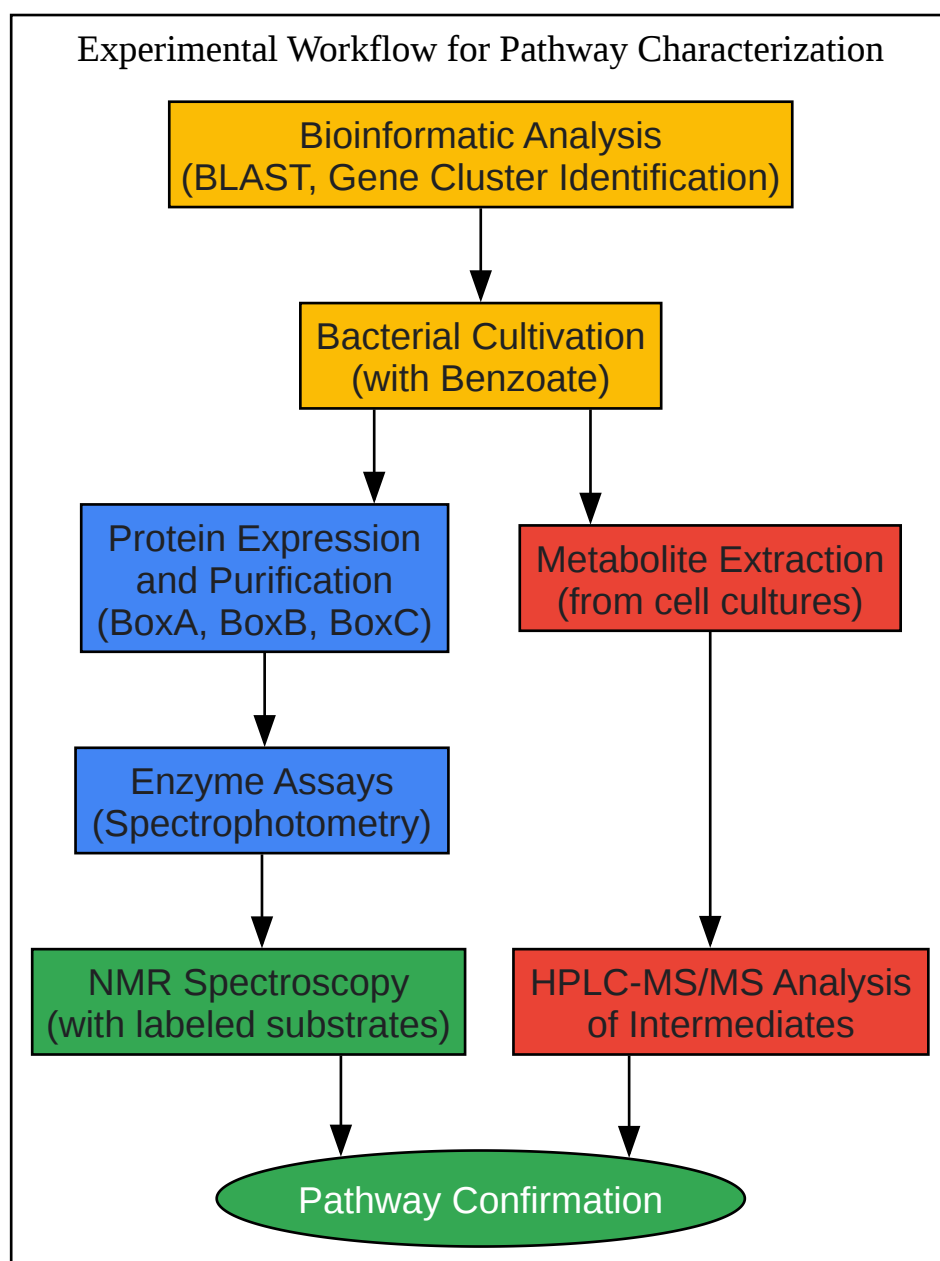 Experimental Workflow for Pathway Characterization
Bioinformatic Analysis
(BLAST, Gene Cluster Identification)
Bacterial Cultivation
(with Benzoate)
Protein Expression
and Purification
(BoxA, BoxB, BoxC)
Metabolite Extraction
(from cell cultures)
Enzyme Assays
(Spectrophotometry)
NMR Spectroscopy
(with labeled substrates)
HPLC-MS/MS Analysis
of Intermediates
Pathway Confirmation